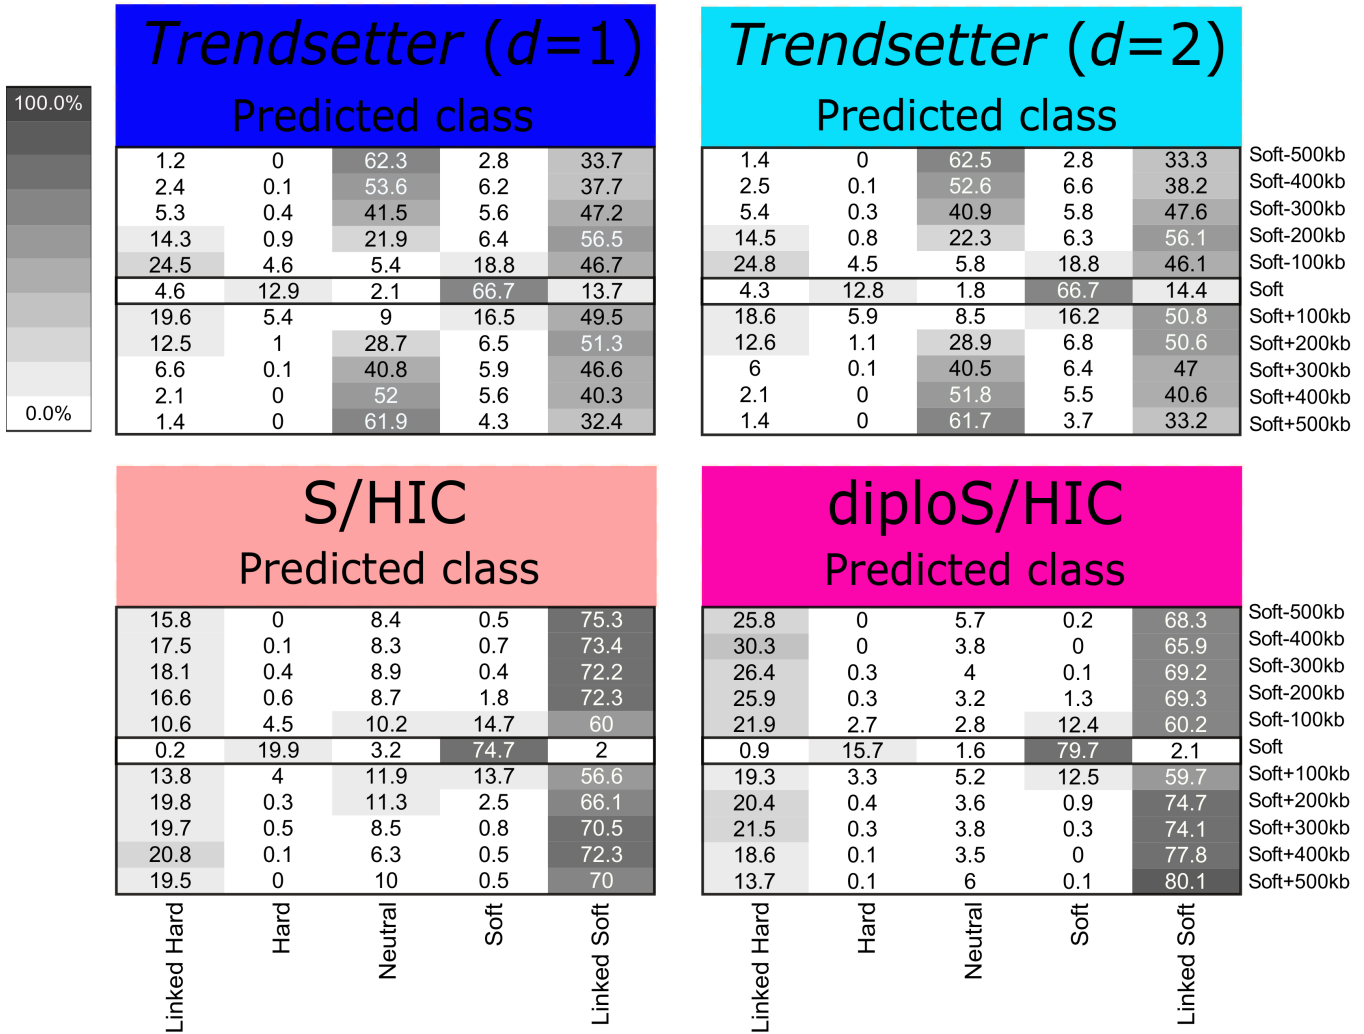 Trendsetter (d=1)
Predicted class
Trendsetter (d=2)
Predicted class
100.0%
0.0%
1.2 0 62.3 2.8 33.7
2.4 0.1 53.6 6.2 37.7
5.3 0.4 41.5 5.6 47.2
14.3 0.9 21.9 6.4 56.5
24.5 4.6 5.4 18.8 46.7
4.6 12.9 2.1 66.7 13.7
19.6 5.4 9 16.5 49.5
12.5 1 28.7 6.5 51.3
6.6 0.1 40.8 5.9 46.6
2.1 0 52 5.6 40.3
1.4 0 61.9 4.3 32.4
1.4 0 62.5 2.8 33.3 Soft-500kb
2.5 0.1 52.6 6.6 38.2 Soft-400kb
5.4 0.3 40.9 5.8 47.6 Soft-300kb
14.5 0.8 22.3 6.3 56.1 Soft-200kb
24.8 4.5 5.8 18.8 46.1 Soft-100kb
4.3 12.8 1.8 66.7 14.4 Soft
18.6 5.9 8.5 16.2 50.8 Soft+100kb
12.6 1.1 28.9 6.8 50.6 Soft+200kb
6 0.1 40.5 6.4 47 Soft+300kb
2.1 0 51.8 5.5 40.6 Soft+400kb
1.4 0 61.7 3.7 33.2 Soft+500kb
S/HIC
Predicted class
diploS/HIC
Predicted class
15.8 0 8.4 0.5 75.3
17.5 0.1 8.3 0.7 73.4
18.1 0.4 8.9 0.4 72.2
16.6 0.6 8.7 1.8 72.3
10.6 4.5 10.2 14.7 60
0.2 19.9 3.2 74.7 2
13.8 4 11.9 13.7 56.6
19.8 0.3 11.3 2.5 66.1
19.7 0.5 8.5 0.8 70.5
20.8 0.1 6.3 0.5 72.3
19.5 0 10 0.5 70
25.8 0 5.7 0.2 68.3 Soft-500kb
30.3 0 3.8 0 65.9 Soft-400kb
26.4 0.3 4 0.1 69.2 Soft-300kb
25.9 0.3 3.2 1.3 69.3 Soft-200kb
21.9 2.7 2.8 12.4 60.2 Soft-100kb
0.9 15.7 1.6 79.7 2.1 Soft
19.3 3.3 5.2 12.5 59.7 Soft+100kb
20.4 0.4 3.6 0.9 74.7 Soft+200kb
21.5 0.3 3.8 0.3 74.1 Soft+300kb
18.6 0.1 3.5 0 77.8 Soft+400kb
13.7 0.1 6 0.1 80.1 Soft+500kb
Linked Hard
Hard
Neutral
Soft
Linked Soft
Linked Hard
Hard
Neutral
Soft
Linked Soft